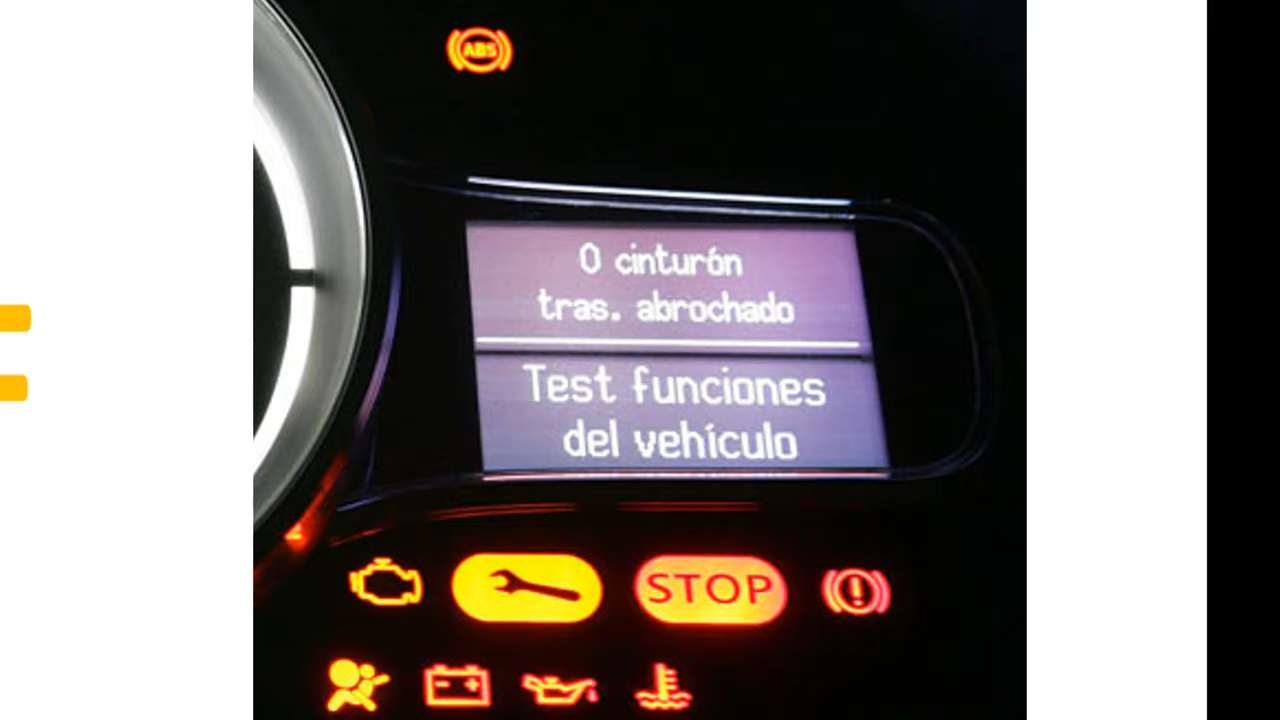 ABS
0 cinturón
tras. abrochado
Test funciones
del vehículo
STOP